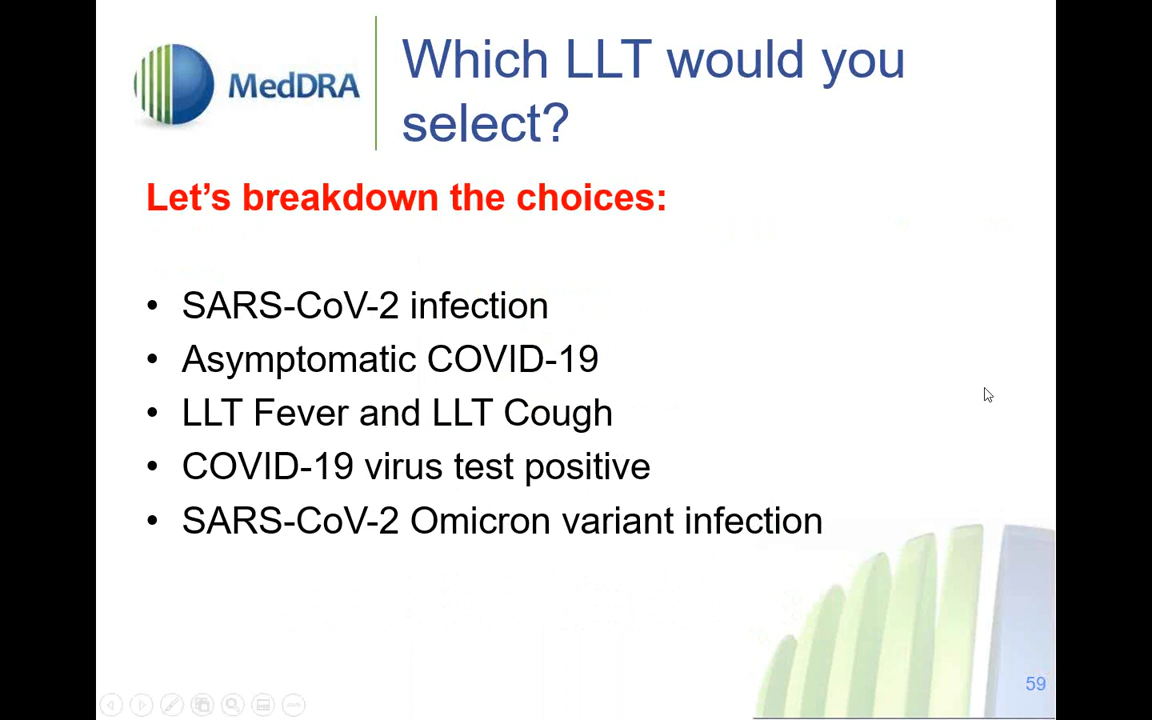 MedDRA
Which LLT would you
select?
Let's breakdown the choices:
• SARS-CoV-2 infection
• Asymptomatic COVID-19
• LLT Fever and LLT Cough
• COVID-19 virus test positive
• SARS-CoV-2 Omicron variant infection
59